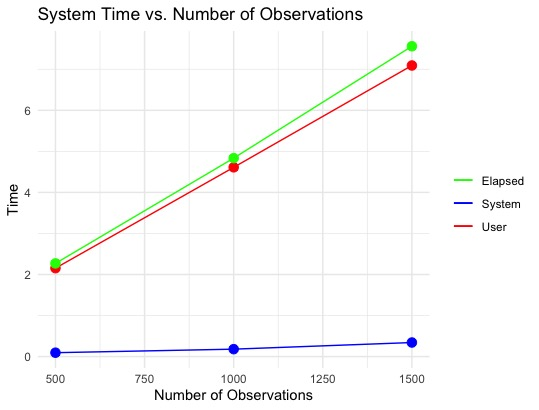 System Time vs. Number of Observations
Time
6
4
2
0
500
750
1000
1250
1500
Number of Observations
Elapsed
System
User